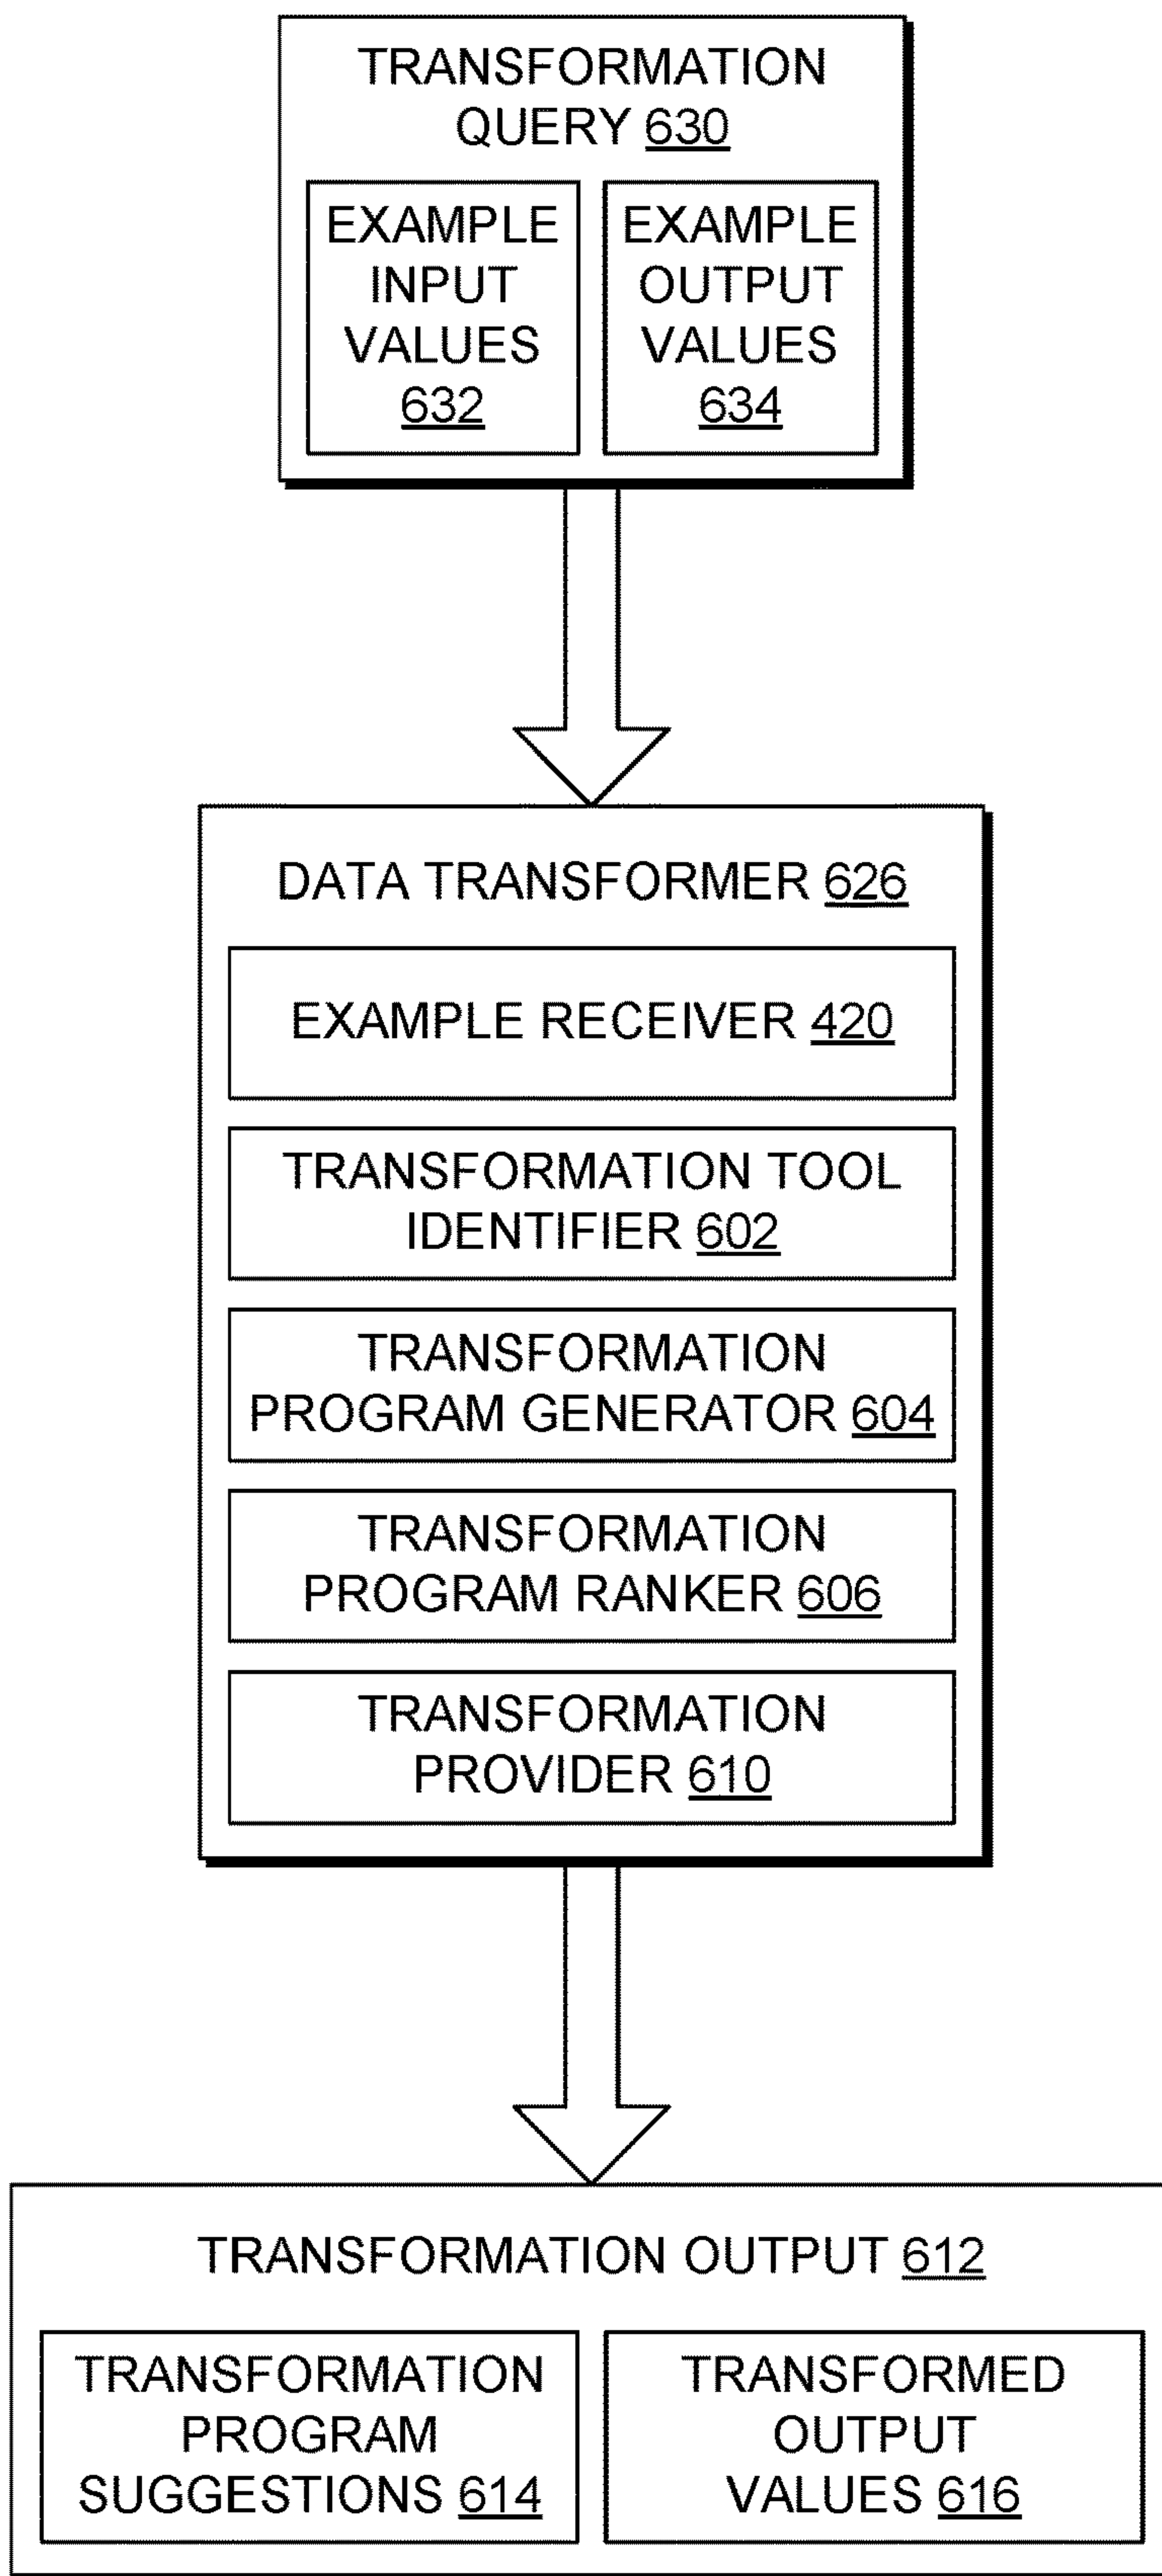 TRANSFORMATION
QUERY 630
EXAMPLE
INPUT
VALUES
632
EXAMPLE
OUTPUT
VALUES
634
DATA TRANSFORMER 626
EXAMPLE RECEIVER 420
TRANSFORMATION TOOL
IDENTIFIER 602
TRANSFORMATION
PROGRAM GENERATOR 604
TRANSFORMATION
PROGRAM RANKER 606
TRANSFORMATION
PROVIDER 610
TRANSFORMATION OUTPUT 612
TRANSFORMATION
PROGRAM
SUGGESTIONS 614
TRANSFORMED
OUTPUT
VALUES 616